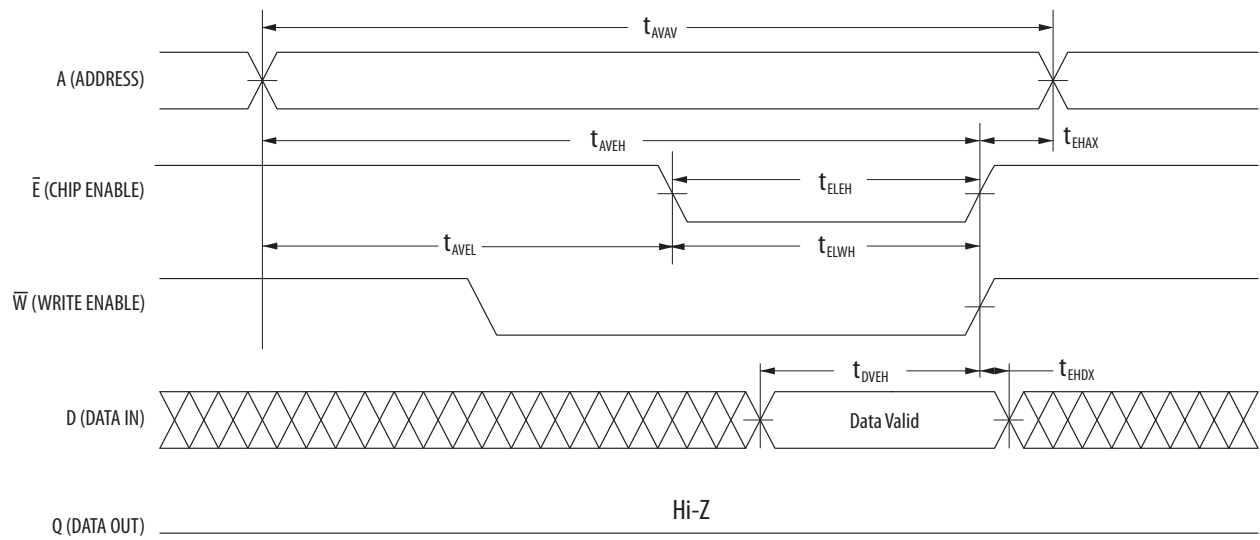 tAVAV
A (ADDRESS)
tAVEH
tEHAX
E̅ (CHIP ENABLE)
tELEH
tAVEL
tELWH
W̅ (WRITE ENABLE)
tDVEH
tEHDX
D (DATA IN)
Data Valid
Hi-Z
Q (DATA OUT)